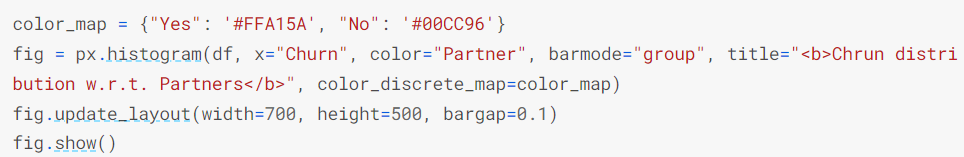 color_map = {"Yes": '#FFA15A', "No": '#00CC96'}
fig = px.histogram(df, x="Churn", color="Partner", barmode="group", title="<b>Chrun distri
bution w.r.t. Partners</b>", color_discrete_map=color_map)
fig.update_layout(width=700, height=500, bargap=0.1)
fig.show()